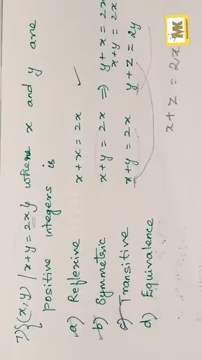 7) {(x, y) / x+y = 2x} where x and y are
positive integers is
a) Reflexive x+x = 2x ✓
b) Symmetric x+y = 2x ⇒ y+x = 2x
x+y = 2x
c) Transitive x+y = 2x y+z = 2y
d) Equivalence
x+z = 2x
MK